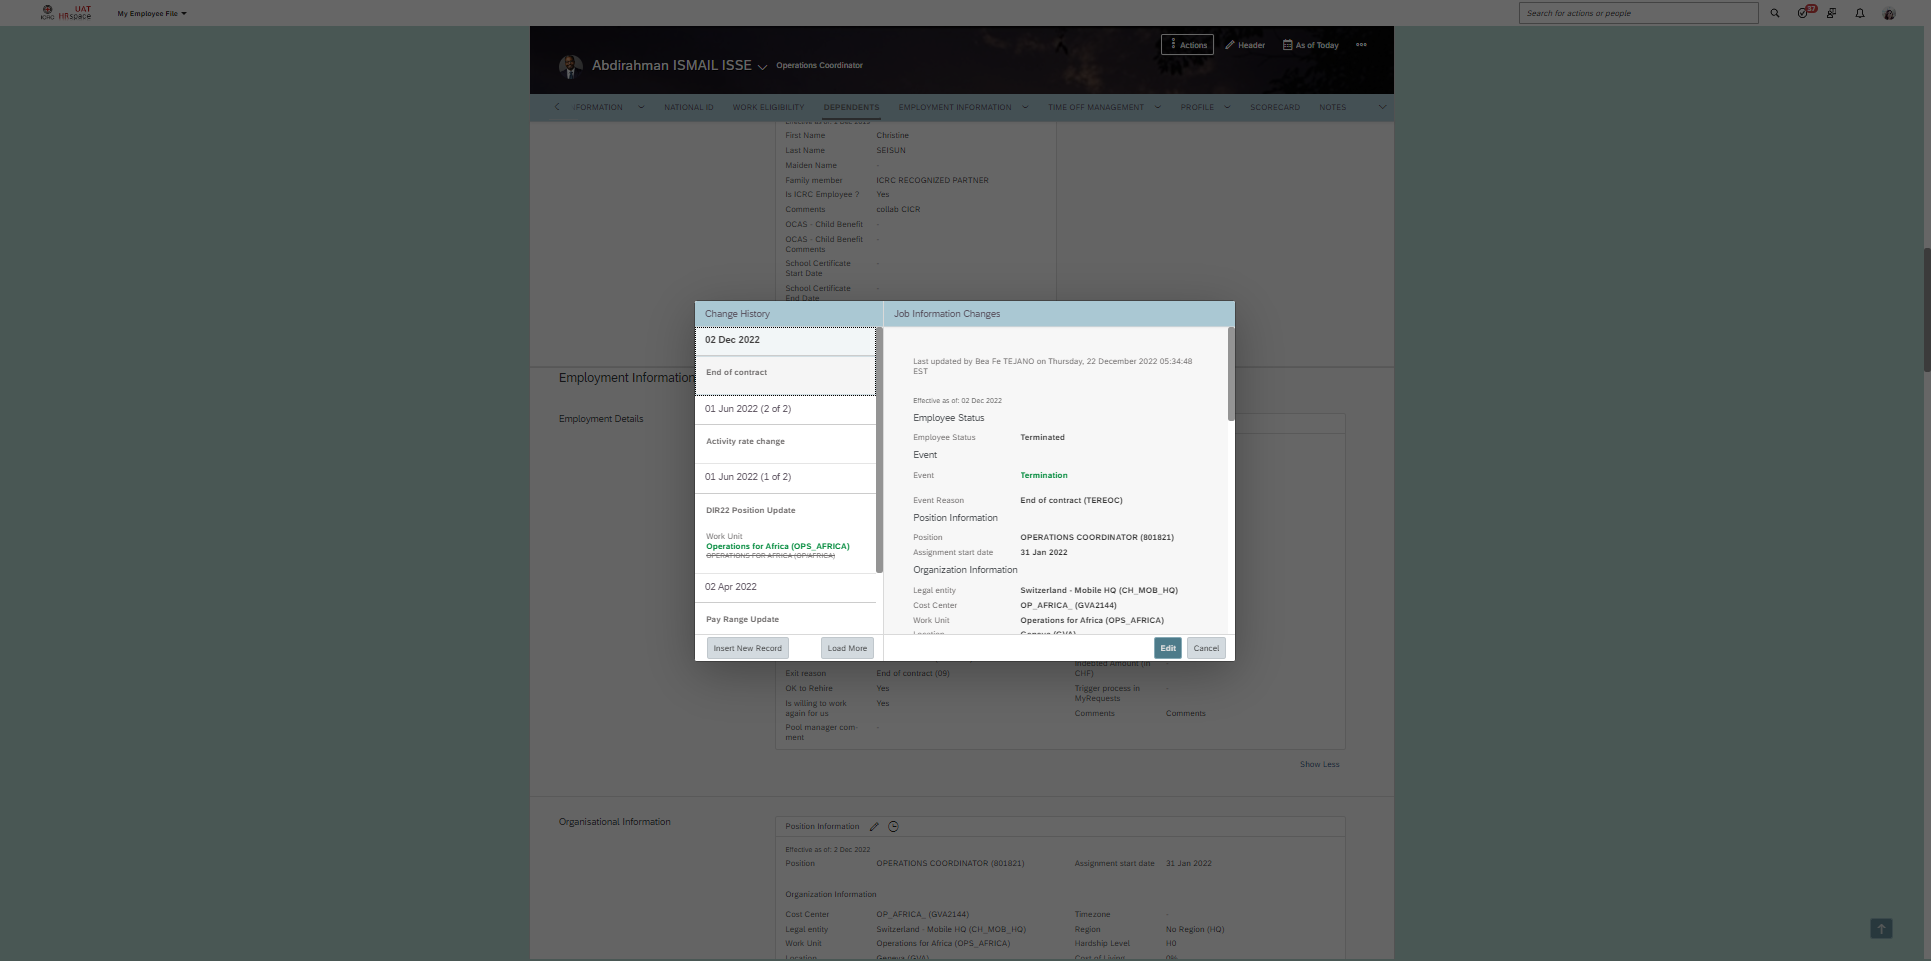 UAT
ICRC HRspace
My Employee File
Search for actions or people
37
Actions
Header
As of Today
Abdirahman ISMAIL ISSE
Operations Coordinator
FORMATION
NATIONAL ID
WORK ELIGIBILITY
DEPENDENTS
EMPLOYMENT INFORMATION
TIME OFF MANAGEMENT
PROFILE
SCORECARD
NOTES
First Name Christine
Last Name SEISUN
Maiden Name -
Family member ICRC RECOGNIZED PARTNER
Is ICRC Employee ? Yes
Comments collab CICR
OCAS - Child Benefit -
OCAS - Child Benefit -
Comments
School Certificate -
Start Date
School Certificate -
End Date
Employment Information
Employment Details
Change History
02 Dec 2022
End of contract
01 Jun 2022 (2 of 2)
Activity rate change
01 Jun 2022 (1 of 2)
DIR22 Position Update
Work Unit
Operations for Africa (OPS_AFRICA)
OPERATIONS FOR AFRICA (OP/AFRICA)
02 Apr 2022
Pay Range Update
Insert New Record
Load More
Job Information Changes
Last updated by Bea Fe TEJANO on Thursday, 22 December 2022 05:34:48
EST
Effective as of: 02 Dec 2022
Employee Status
Employee Status Terminated
Event
Event Termination
Event Reason End of contract (TEREOC)
Position Information
Position OPERATIONS COORDINATOR (801821)
Assignment start date 31 Jan 2022
Organization Information
Legal entity Switzerland - Mobile HQ (CH_MOB_HQ)
Cost Center OP_AFRICA_ (GVA2144)
Work Unit Operations for Africa (OPS_AFRICA)
Location Geneva (GVA)
Edit
Cancel
Indebted Amount (in
CHF)
Exit reason End of contract (09)
OK to Rehire Yes
Trigger process in -
MyRequests
Is willing to work Yes
again for us
Comments Comments
Pool manager com- -
ment
Show Less
Organisational Information
Position Information
Effective as of: 2 Dec 2022
Position OPERATIONS COORDINATOR (801821)
Assignment start date 31 Jan 2022
Organization Information
Cost Center OP_AFRICA_ (GVA2144)
Timezone -
Legal entity Switzerland - Mobile HQ (CH_MOB_HQ)
Region No Region (HQ)
Work Unit Operations for Africa (OPS_AFRICA)
Hardship Level H0
Location Geneva (GVA)
Cost of Living 0%